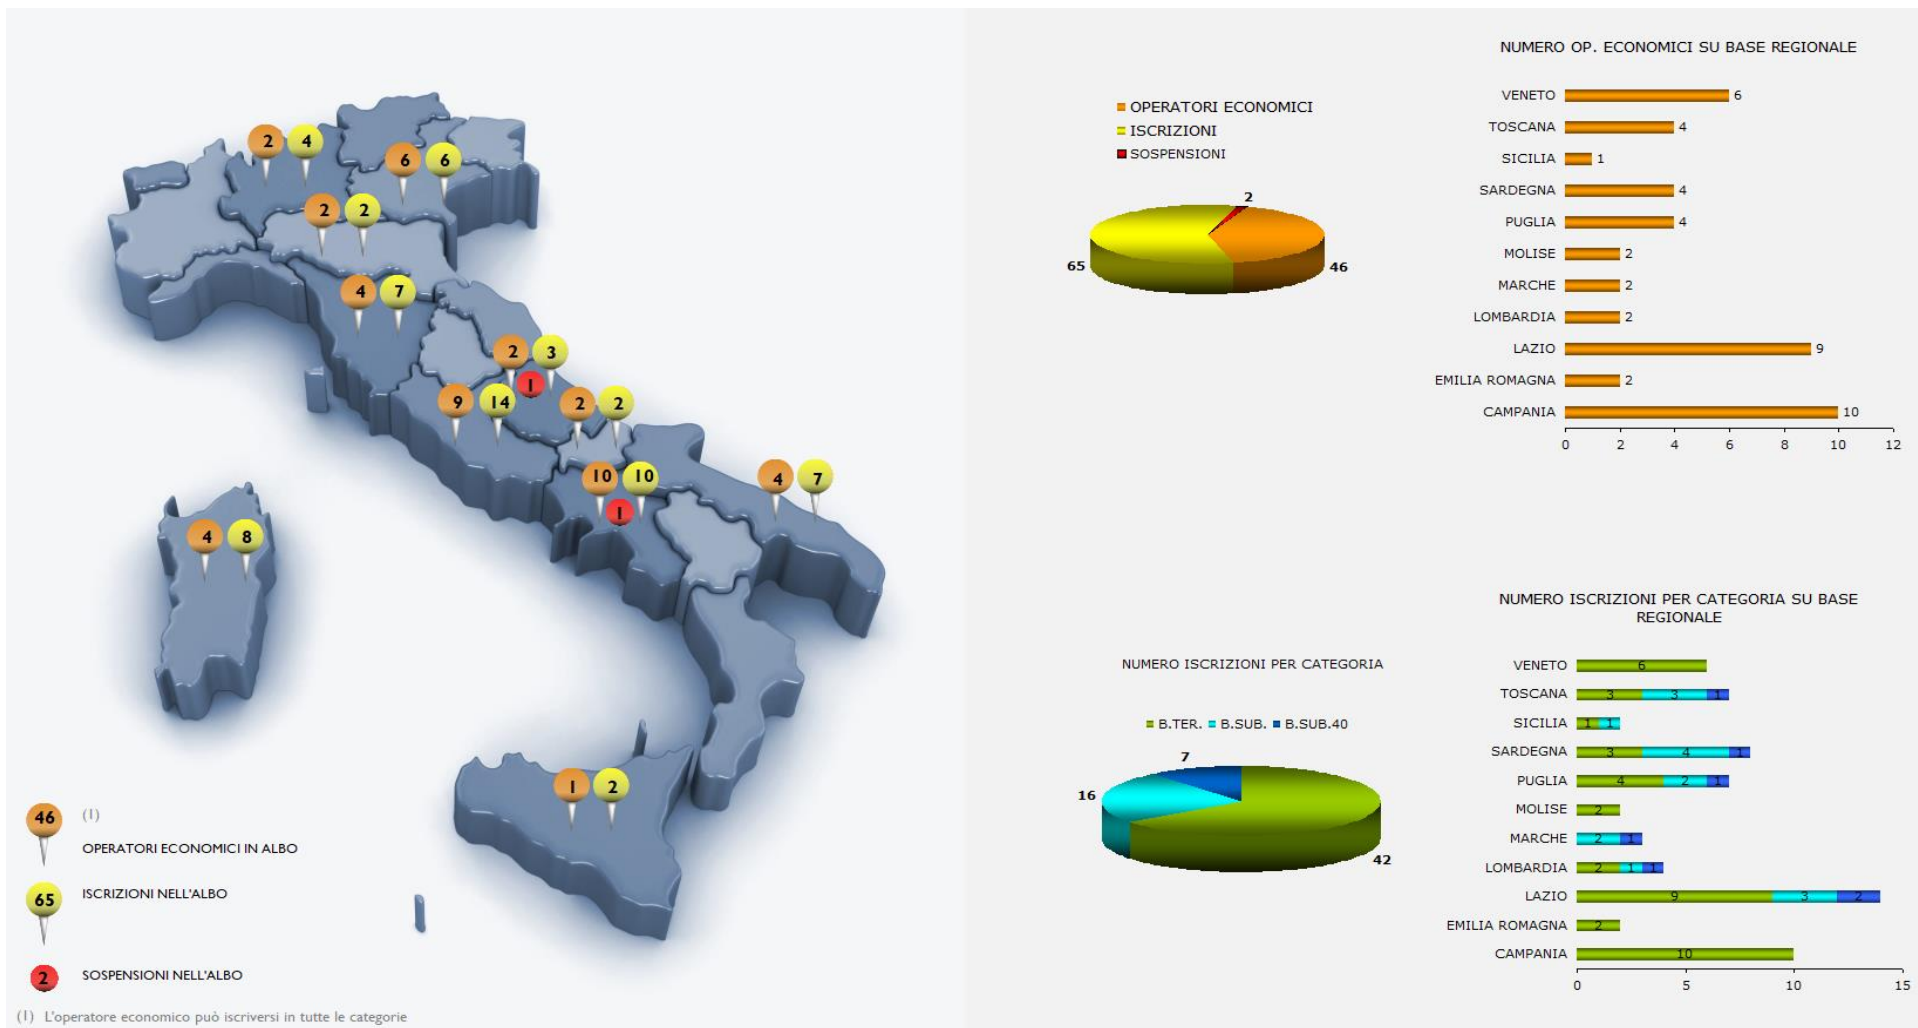 2
4
6
6
2
2
4
7
2
3
1
9
14
2
2
10
10
1
4
7
4
8
1
2
46
(1)
OPERATORI ECONOMICI IN ALBO
65
ISCRIZIONI NELL'ALBO
2
SOSPENSIONI NELL'ALBO
(1) L'operatore economico può iscriversi in tutte le categorie
OPERATORI ECONOMICI
ISCRIZIONI
SOSPENSIONI
2
65
46
NUMERO OP. ECONOMICI SU BASE REGIONALE
VENETO 6
TOSCANA 4
SICILIA 1
SARDEGNA 4
PUGLIA 4
MOLISE 2
MARCHE 2
LOMBARDIA 2
LAZIO 9
EMILIA ROMAGNA 2
CAMPANIA 10
0 2 4 6 8 10 12
NUMERO ISCRIZIONI PER CATEGORIA
B.TER. B.SUB. B.SUB.40
7
16
42
NUMERO ISCRIZIONI PER CATEGORIA SU BASE
REGIONALE
VENETO 6
TOSCANA 3 3 1
SICILIA 1 1
SARDEGNA 3 4 1
PUGLIA 4 2 1
MOLISE 2
MARCHE 2 1
LOMBARDIA 2 1 1
LAZIO 9 3 2
EMILIA ROMAGNA 2
CAMPANIA 10
0 5 10 15